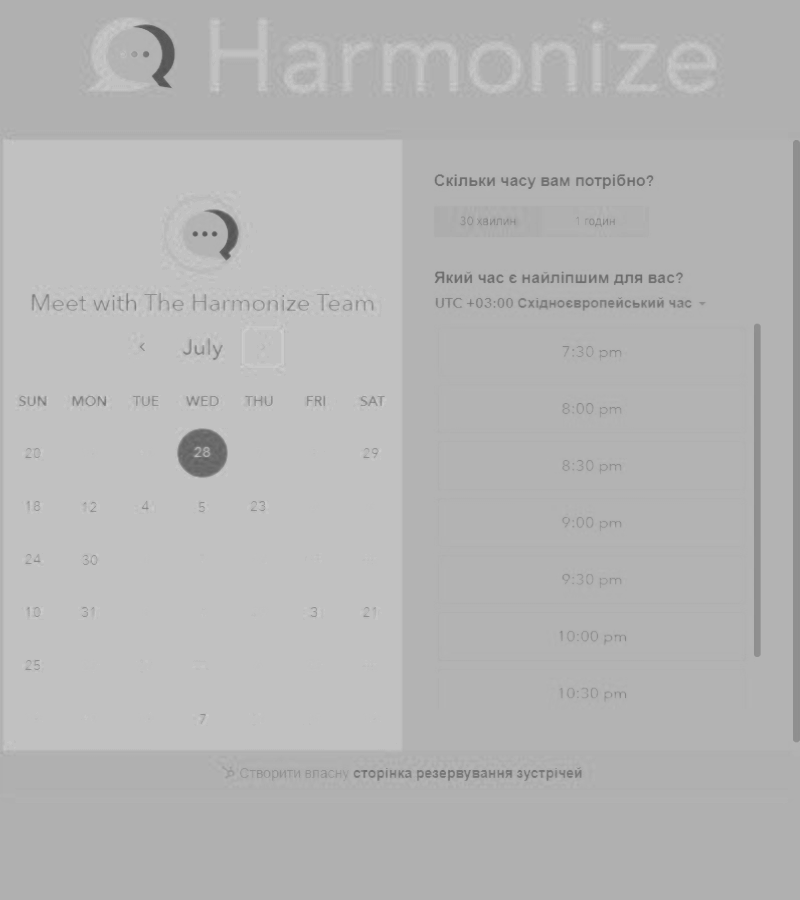 Harmonize
Meet with The Harmonize Team
July
SUN MON TUE WED THU FRI SAT
28 29
18 12 4 5 23
24 30
31 3 21
25
7
Скільки часу вам потрібно?
30 хвилин 1 годин
Який час є найліпшим для вас?
UTC +03:00 Східноєвропейський час
7:30 pm
8:00 pm
8:30 pm
9:00 pm
9:30 pm
10:00 pm
10:30 pm
Створити власну сторінка резервування зустрічей